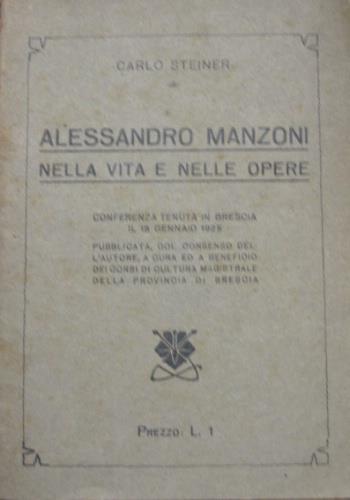 CARLO STEINER
ALESSANDRO MANZONI
NELLA VITA E NELLE OPERE
CONFERENZA TENUTA IN BRESCIA
IL 18 GENNAIO 1925
PUBBLICATA, COL CONSENSO DEL-
L'AUTORE, A CURA ED A BENEFICIO
DEI CORSI DI CULTURA MAGISTRALE
DELLA PROVINCIA DI BRESCIA
PREZZO: L. 1